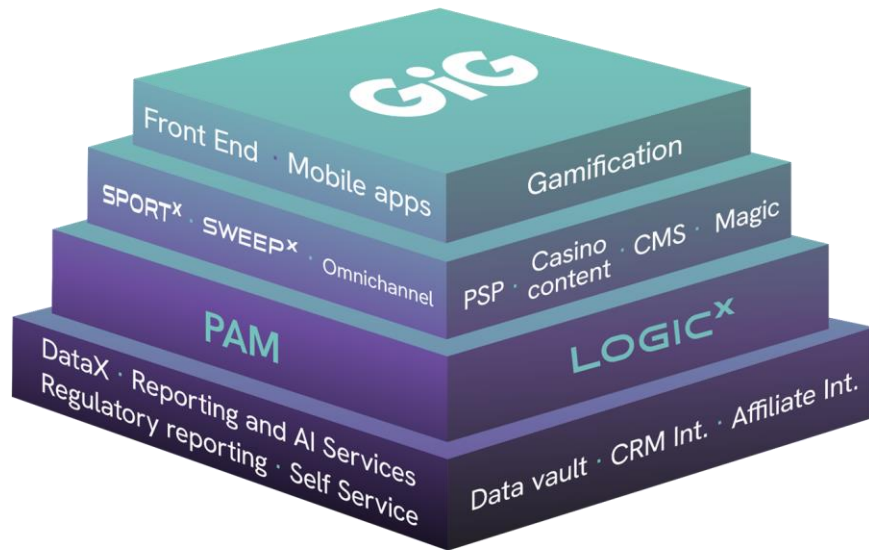 GiG
Front End · Mobile apps
Gamification
SPORTˣ · SWEEPˣ · Omnichannel
PSP · Casino content · CMS · Magic
PAM
LOGICˣ
DataX · Reporting and AI Services
Regulatory reporting · Self Service
Data vault · CRM Int. · Affiliate Int.